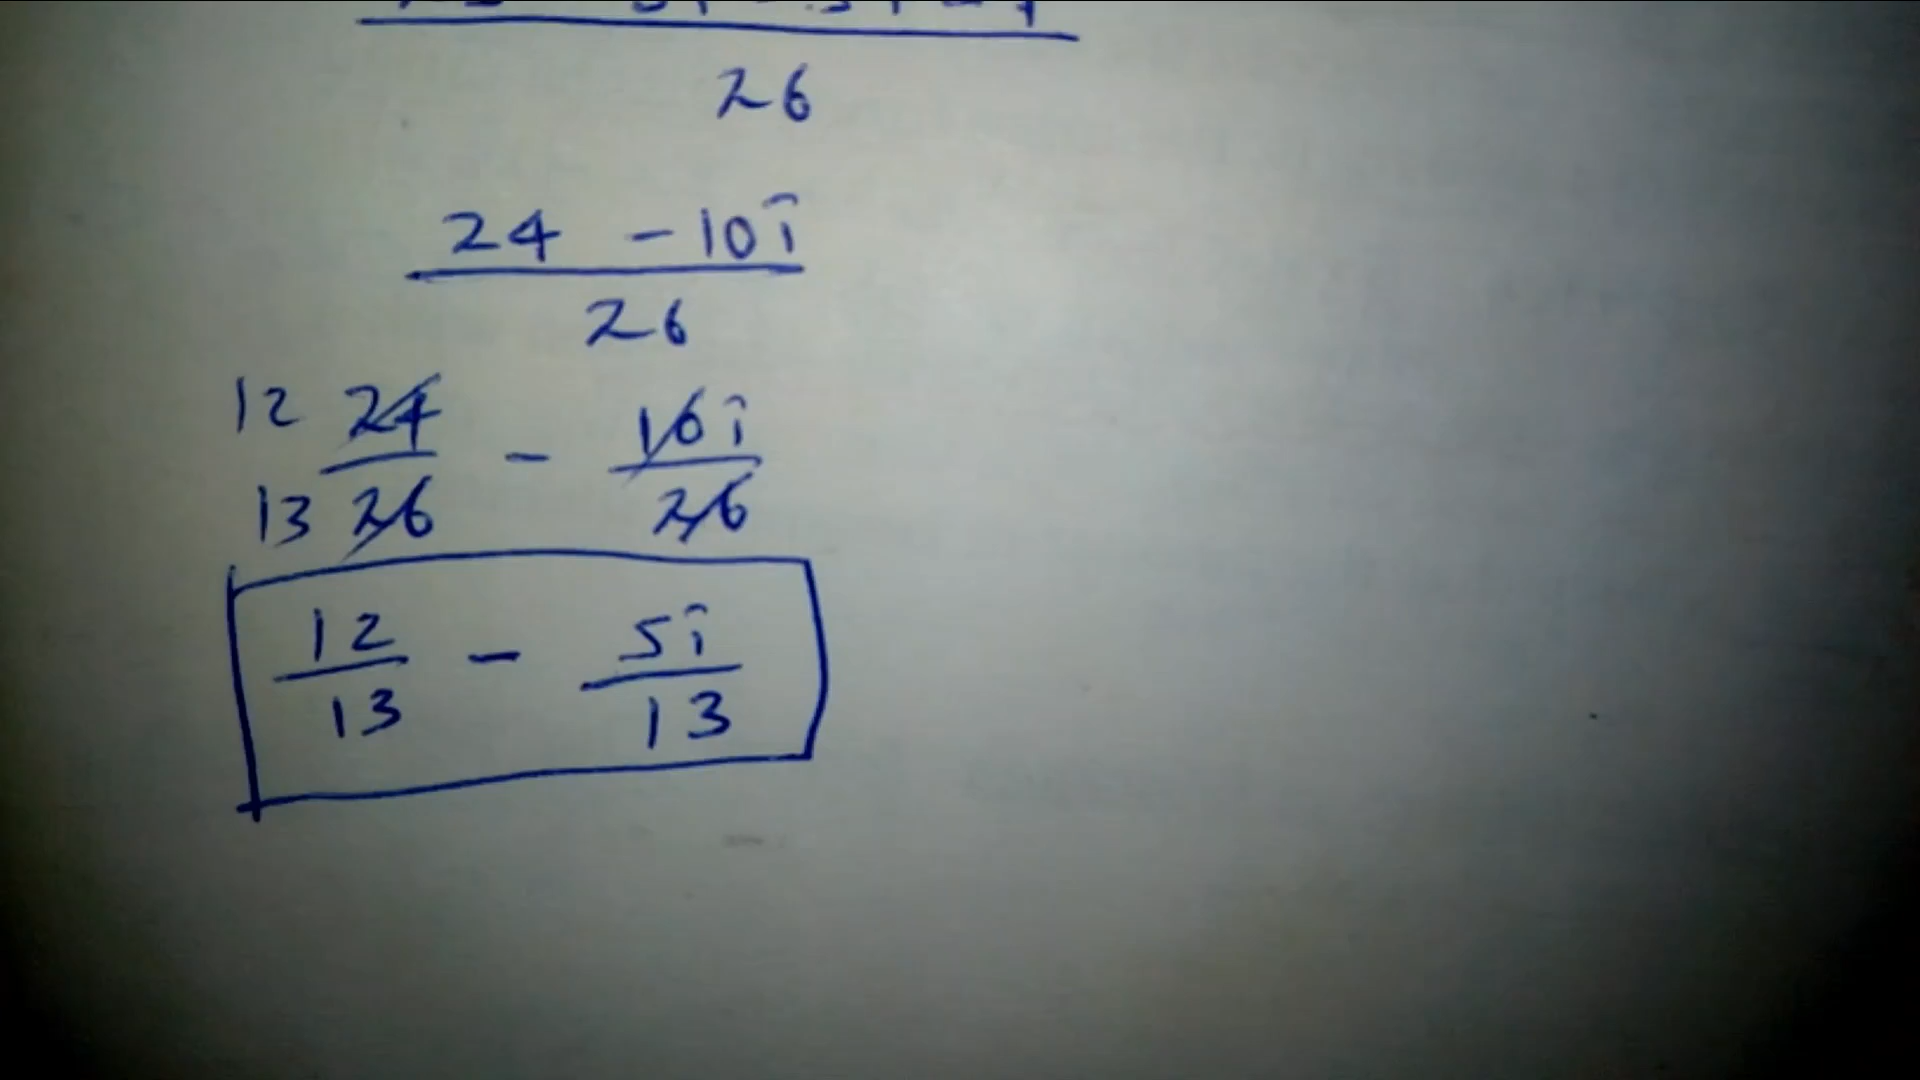 26
24 - 10i
26
12 24 - 10i
13 26 26
12 - 5i
13 13